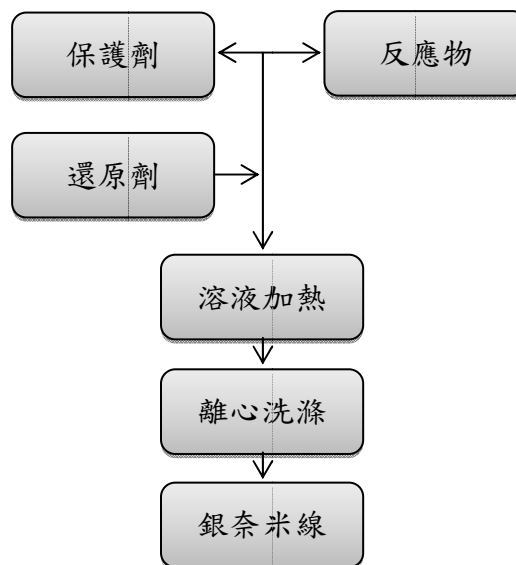 保護劑
反應物
還原劑
溶液加熱
離心洗滌
銀奈米線